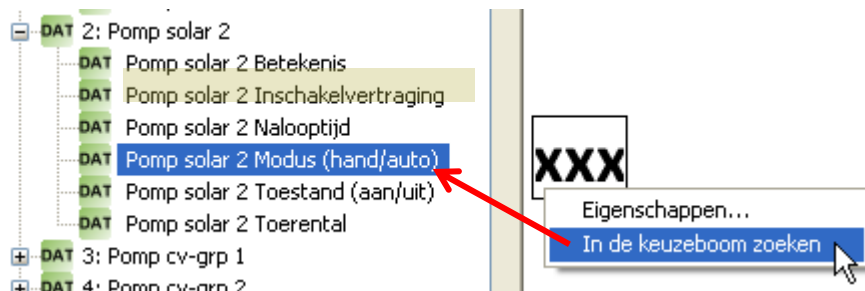 DAT 2: Pomp solar 2
DAT Pomp solar 2 Betekenis
DAT Pomp solar 2 Inschakelvertraging
DAT Pomp solar 2 Nalooptijd
DAT Pomp solar 2 Modus (hand/auto)
DAT Pomp solar 2 Toestand (aan/uit)
DAT Pomp solar 2 Toerental
DAT 3: Pomp cv-grp 1
DAT 4: Pomp cv-grp 2
XXX
Eigenschappen...
In de keuzeboom zoeken